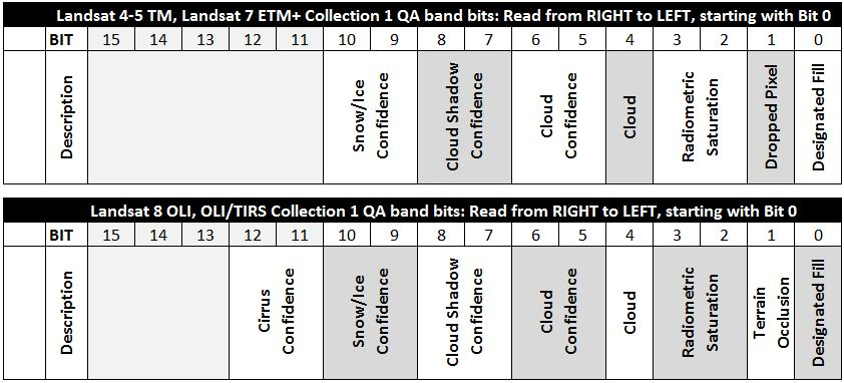 Landsat 4-5 TM, Landsat 7 ETM+ Collection 1 QA band bits: Read from RIGHT to LEFT, starting with Bit 0
BIT 15 14 13 12 11 10 9 8 7 6 5 4 3 2 1 0
Description
Snow/Ice
Confidence
Cloud Shadow
Confidence
Cloud
Confidence
Cloud
Radiometric
Saturation
Dropped Pixel
Designated Fill
Landsat 8 OLI, OLI/TIRS Collection 1 QA band bits: Read from RIGHT to LEFT, starting with Bit 0
BIT 15 14 13 12 11 10 9 8 7 6 5 4 3 2 1 0
Description
Cirrus
Confidence
Snow/Ice
Confidence
Cloud Shadow
Confidence
Cloud
Confidence
Cloud
Radiometric
Saturation
Terrain
Occlusion
Designated Fill